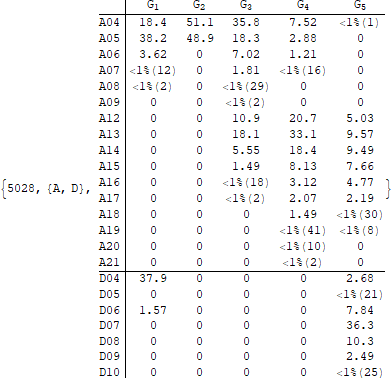 G1 G2 G3 G4 G5
A04 18.4 51.1 35.8 7.52 <1%(1)
A05 38.2 48.9 18.3 2.88 0
A06 3.62 0 7.02 1.21 0
A07 <1%(12) 0 1.81 <1%(16) 0
A08 <1%(2) 0 <1%(29) 0 0
A09 0 0 <1%(2) 0 0
A12 0 0 10.9 20.7 5.03
A13 0 0 18.1 33.1 9.57
A14 0 0 5.55 18.4 9.49
A15 0 0 1.49 8.13 7.66
{5028, {A, D}, A16 0 0 <1%(18) 3.12 4.77 }
A17 0 0 <1%(2) 2.07 2.19
A18 0 0 0 1.49 <1%(30)
A19 0 0 0 <1%(41) <1%(8)
A20 0 0 0 <1%(10) 0
A21 0 0 0 <1%(2) 0
D04 37.9 0 0 0 2.68
D05 0 0 0 0 <1%(21)
D06 1.57 0 0 0 7.84
D07 0 0 0 0 36.3
D08 0 0 0 0 10.3
D09 0 0 0 0 2.49
D10 0 0 0 0 <1%(25)